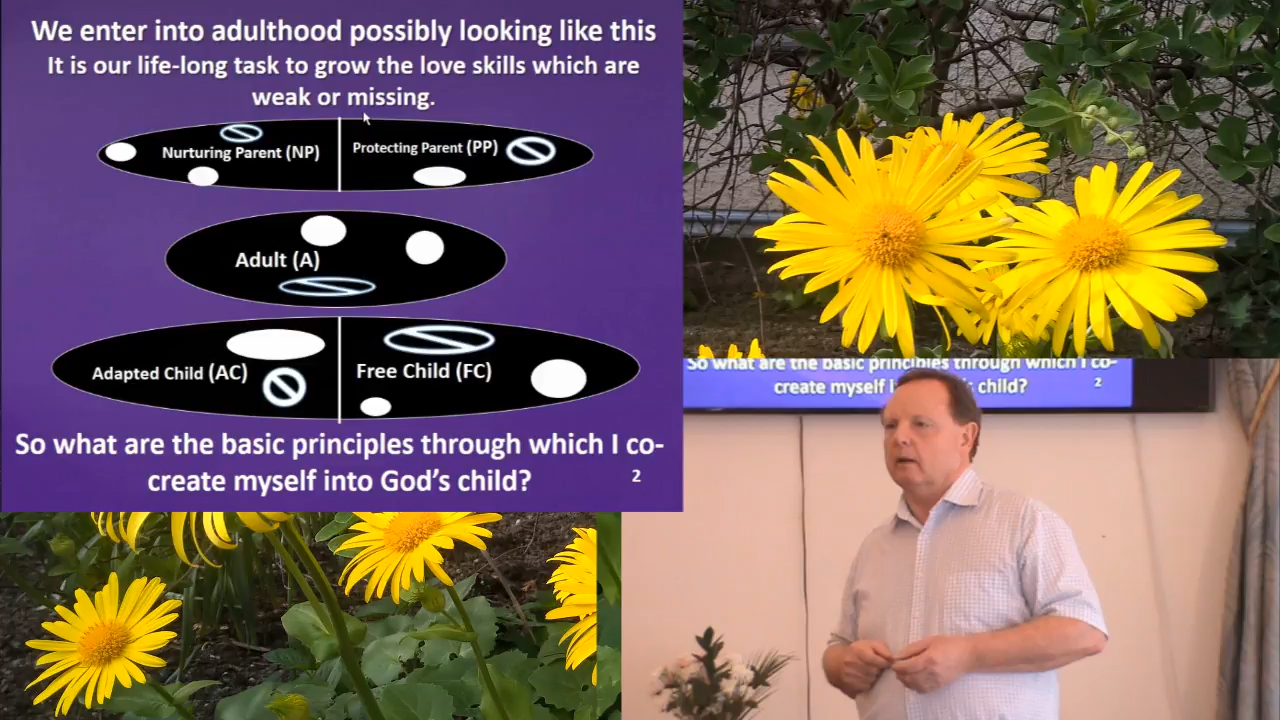 We enter into adulthood possibly looking like this
It is our life-long task to grow the love skills which are
weak or missing.
Nurturing Parent (NP)
Protecting Parent (PP)
Adult (A)
Adapted Child (AC)
Free Child (FC)
So what are the basic principles through which I co-
create myself into God's child?
2
So what are the basic principles through which I co-
create myself i child?
2